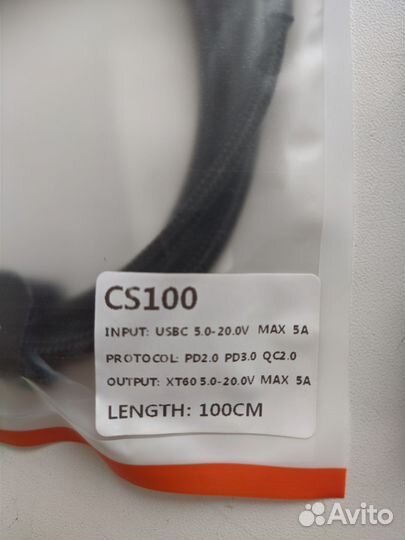 CS100
INPUT: USBC 5.0-20.0V MAX 5A
PROTOCOL: PD2.0 PD3.0 QC2.0
OUTPUT: XT60 5.0-20.0V MAX 5A
LENGTH: 100CM
Avito